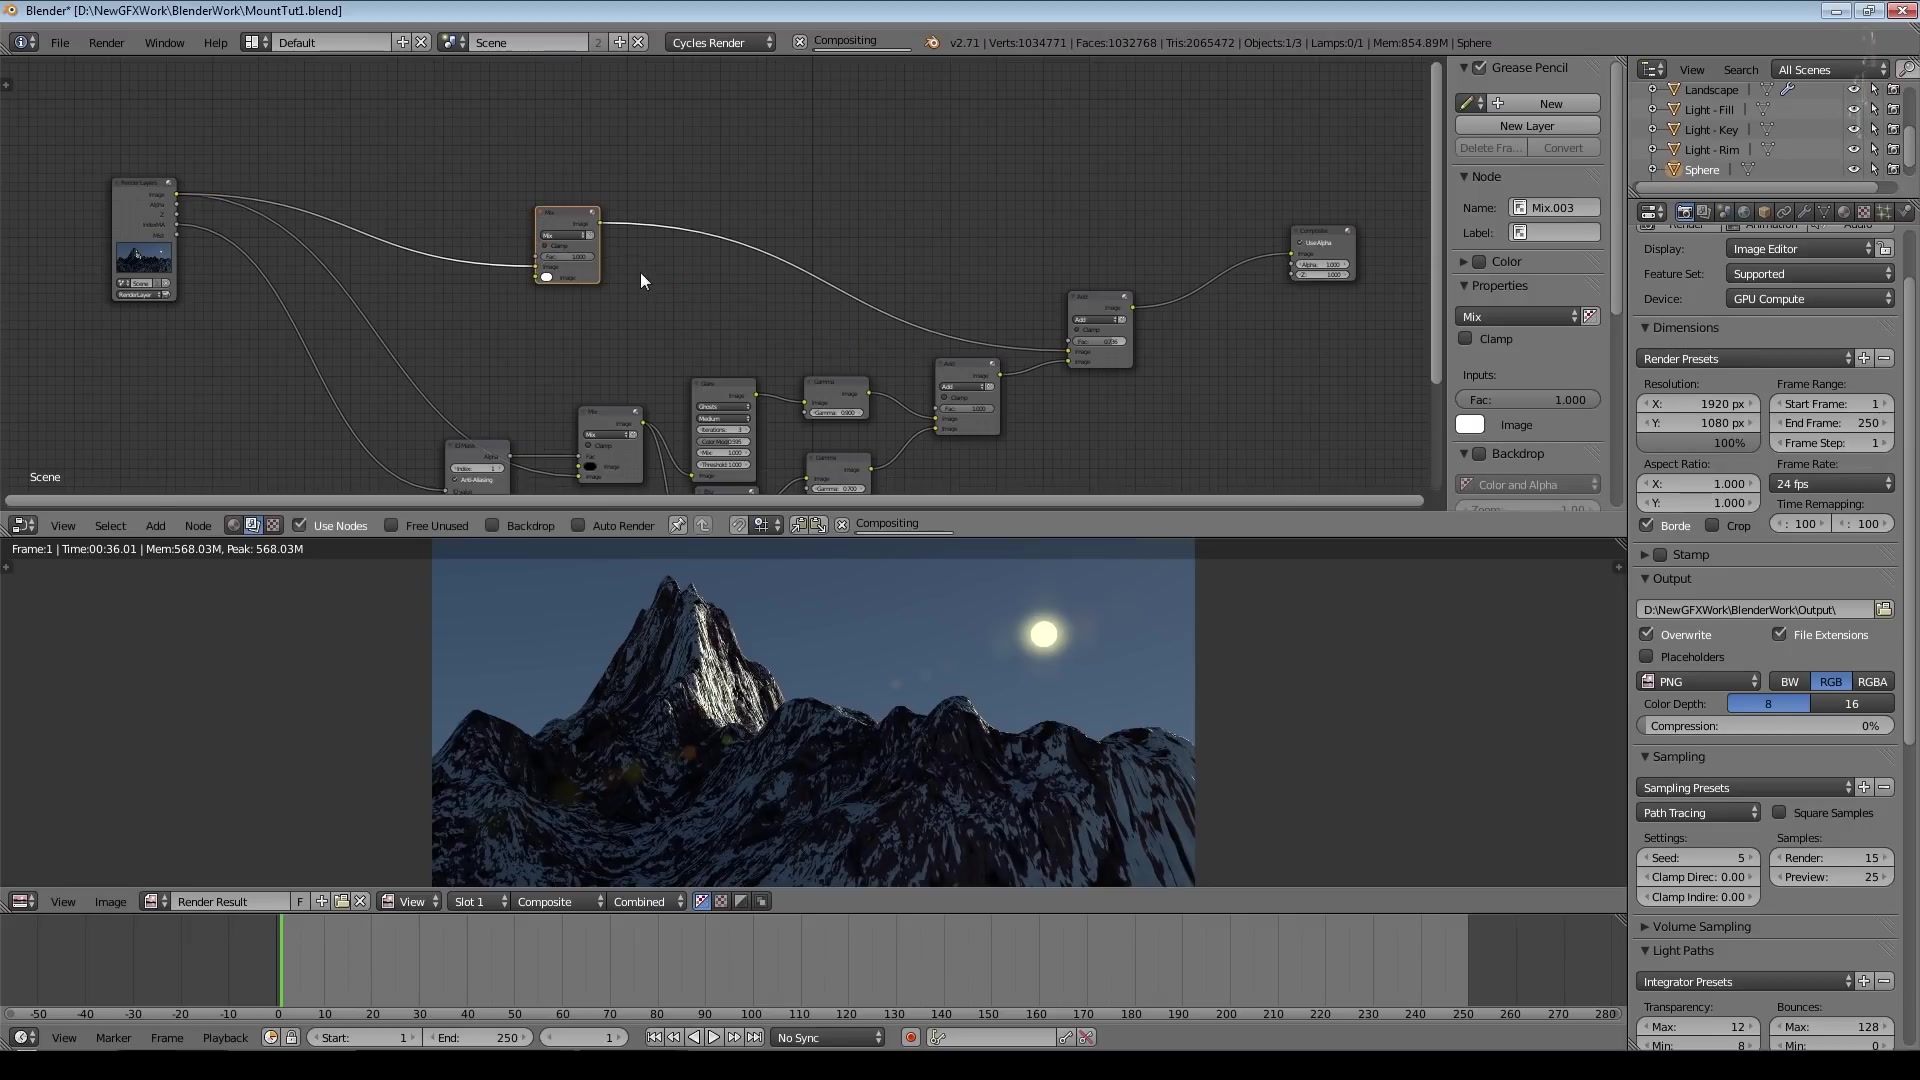 Blender* [D:\NewGFXWork\BlenderWork\MountTut1.blend]
File Render Window Help Default Scene 2 Cycles Render Compositing v2.71 | Verts:1034771 | Faces:1032768 | Tris:2065472 | Objects:1/3 | Lamps:0/1 | Mem:854.89M | Sphere
Grease Pencil
New
New Layer
Delete Fra... Convert
Node
Name: Mix.003
Label:
Color
Properties
Mix
Clamp
Inputs:
Fac: 1.000
Image
Backdrop
Color and Alpha
View Search All Scenes
Landscape
Light - Fill
Light - Key
Light - Rim
Sphere
Display: Image Editor
Feature Set: Supported
Device: GPU Compute
Dimensions
Render Presets
Resolution: Frame Range:
X: 1920 px Start Frame: 1
Y: 1080 px End Frame: 250
100% Frame Step: 1
Aspect Ratio: Frame Rate:
X: 1.000 24 fps
Y: 1.000 Time Remapping:
Borde Crop : 100 : 100
Stamp
Output
D:\NewGFXWork\BlenderWork\Output\
Overwrite File Extensions
Placeholders
PNG BW RGB RGBA
Color Depth: 8 16
Compression: 0%
Sampling
Sampling Presets
Path Tracing Square Samples
Settings: Samples:
Seed: 5 Render: 15
Clamp Direc: 0.00 Preview: 25
Clamp Indire: 0.00
Volume Sampling
Light Paths
Integrator Presets
Transparency: Bounces:
Max: 12 Max: 128
Min: 8 Min: 0
Scene
View Select Add Node Use Nodes Free Unused Backdrop Auto Render Compositing
Frame:1 | Time:00:36.01 | Mem:568.03M, Peak: 568.03M
View Image Render Result F View Slot 1 Composite Combined
-50 -40 -30 -20 -10 0 10 20 30 40 50 60 70 80 90 100 110 120 130 140 150 160 170 180 190 200 210 220 230 240 250 260 270 280
View Marker Frame Playback Start: 1 End: 250 1 No Sync